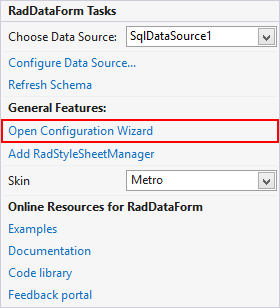 RadDataForm Tasks
Choose Data Source: SqlDataSource1
Configure Data Source...
Refresh Schema
General Features:
Open Configuration Wizard
Add RadStyleSheetManager
Skin Metro
Online Resources for RadDataForm
Examples
Documentation
Code library
Feedback portal